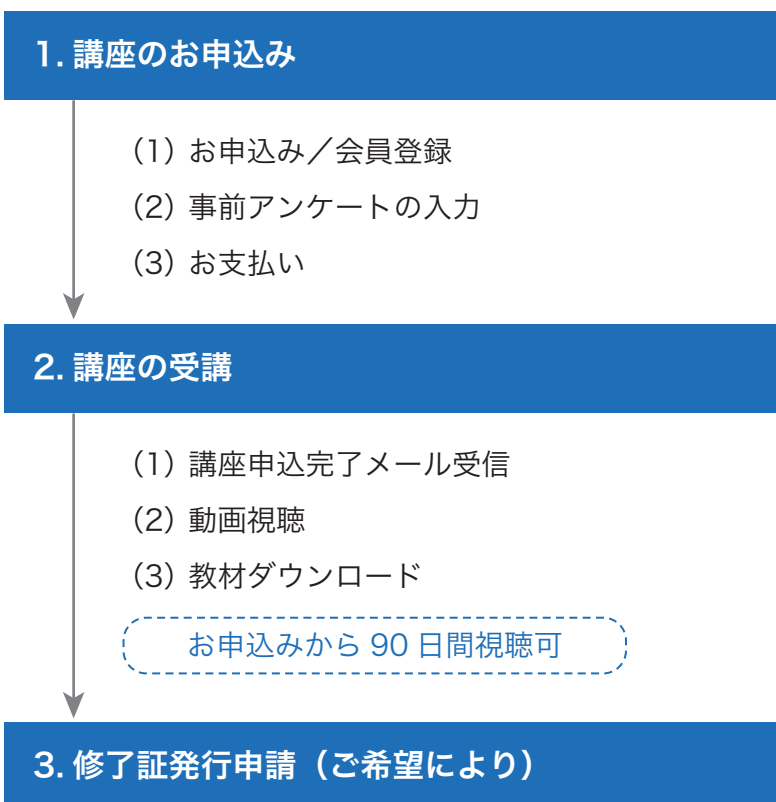 1. 講座のお申込み
（1）お申込み／会員登録
（2）事前アンケートの入力
（3）お支払い
2. 講座の受講
（1）講座申込完了メール受信
（2）動画視聴
（3）教材ダウンロード
お申込みから 90 日間視聴可
3. 修了証発行申請（ご希望により）